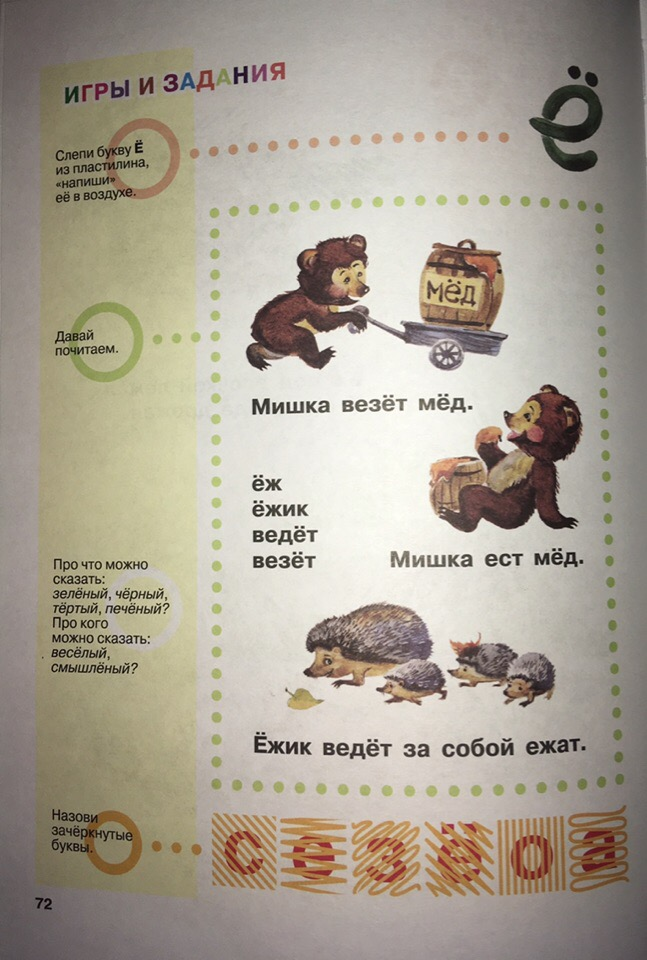 ИГРЫ И ЗАДАНИЯ
Ё
Слепи букву Ё
из пластилина,
«напиши»
её в воздухе.
МЁД
Давай
почитаем.
Мишка везёт мёд.
ёж
ёжик
ведёт
везёт
Мишка ест мёд.
Про что можно
сказать:
зелёный, чёрный,
тёртый, печёный?
Про кого
можно сказать:
весёлый,
смышлёный?
Ёжик ведёт за собой ежат.
Назови
зачёркнутые
буквы.
С Е З Ё О
72